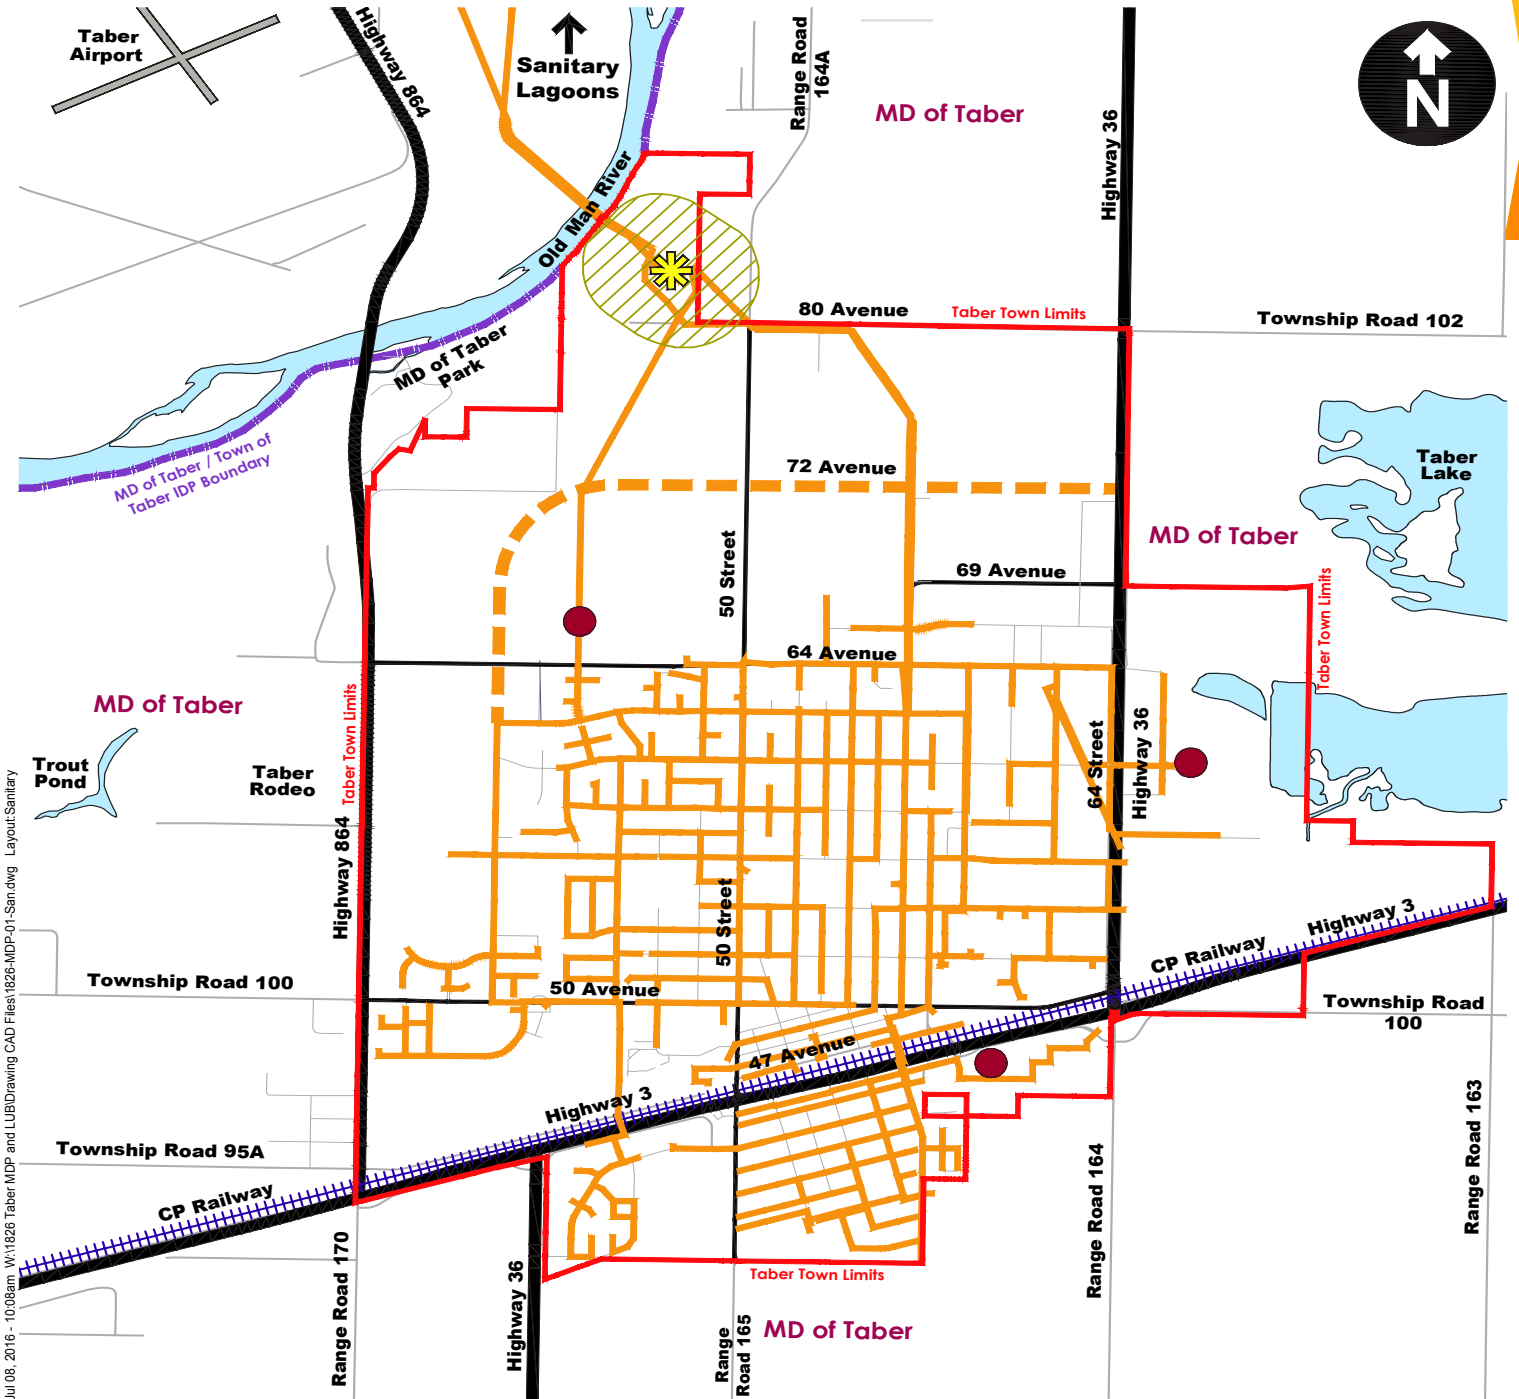 Taber
Airport
Highway 864
Sanitary
Lagoons
Range Road
164A
MD of Taber
Highway 36
N
Old Man River
80 Avenue
Taber Town Limits
Township Road 102
MD of Taber
Park
MD of Taber / Town of
Taber IDP Boundary
72 Avenue
Taber
Lake
MD of Taber
50 Street
69 Avenue
Taber Town Limits
64 Avenue
MD of Taber
Taber Town Limits
64 Street
Highway 36
Trout
Pond
Taber
Rodeo
Highway 864
50 Street
Highway 3
CP Railway
Township Road 100
50 Avenue
Township Road
100
47 Avenue
Highway 3
Township Road 95A
CP Railway
Range Road 163
Range Road 164
Range Road 170
Highway 36
Taber Town Limits
Range
Road 165
MD of Taber
Jul 08, 2016 - 10:08am W:\1826 Taber MDP and LUB\Drawing CAD Files\1826-MDP-01-San.dwg Layout:Sanitary